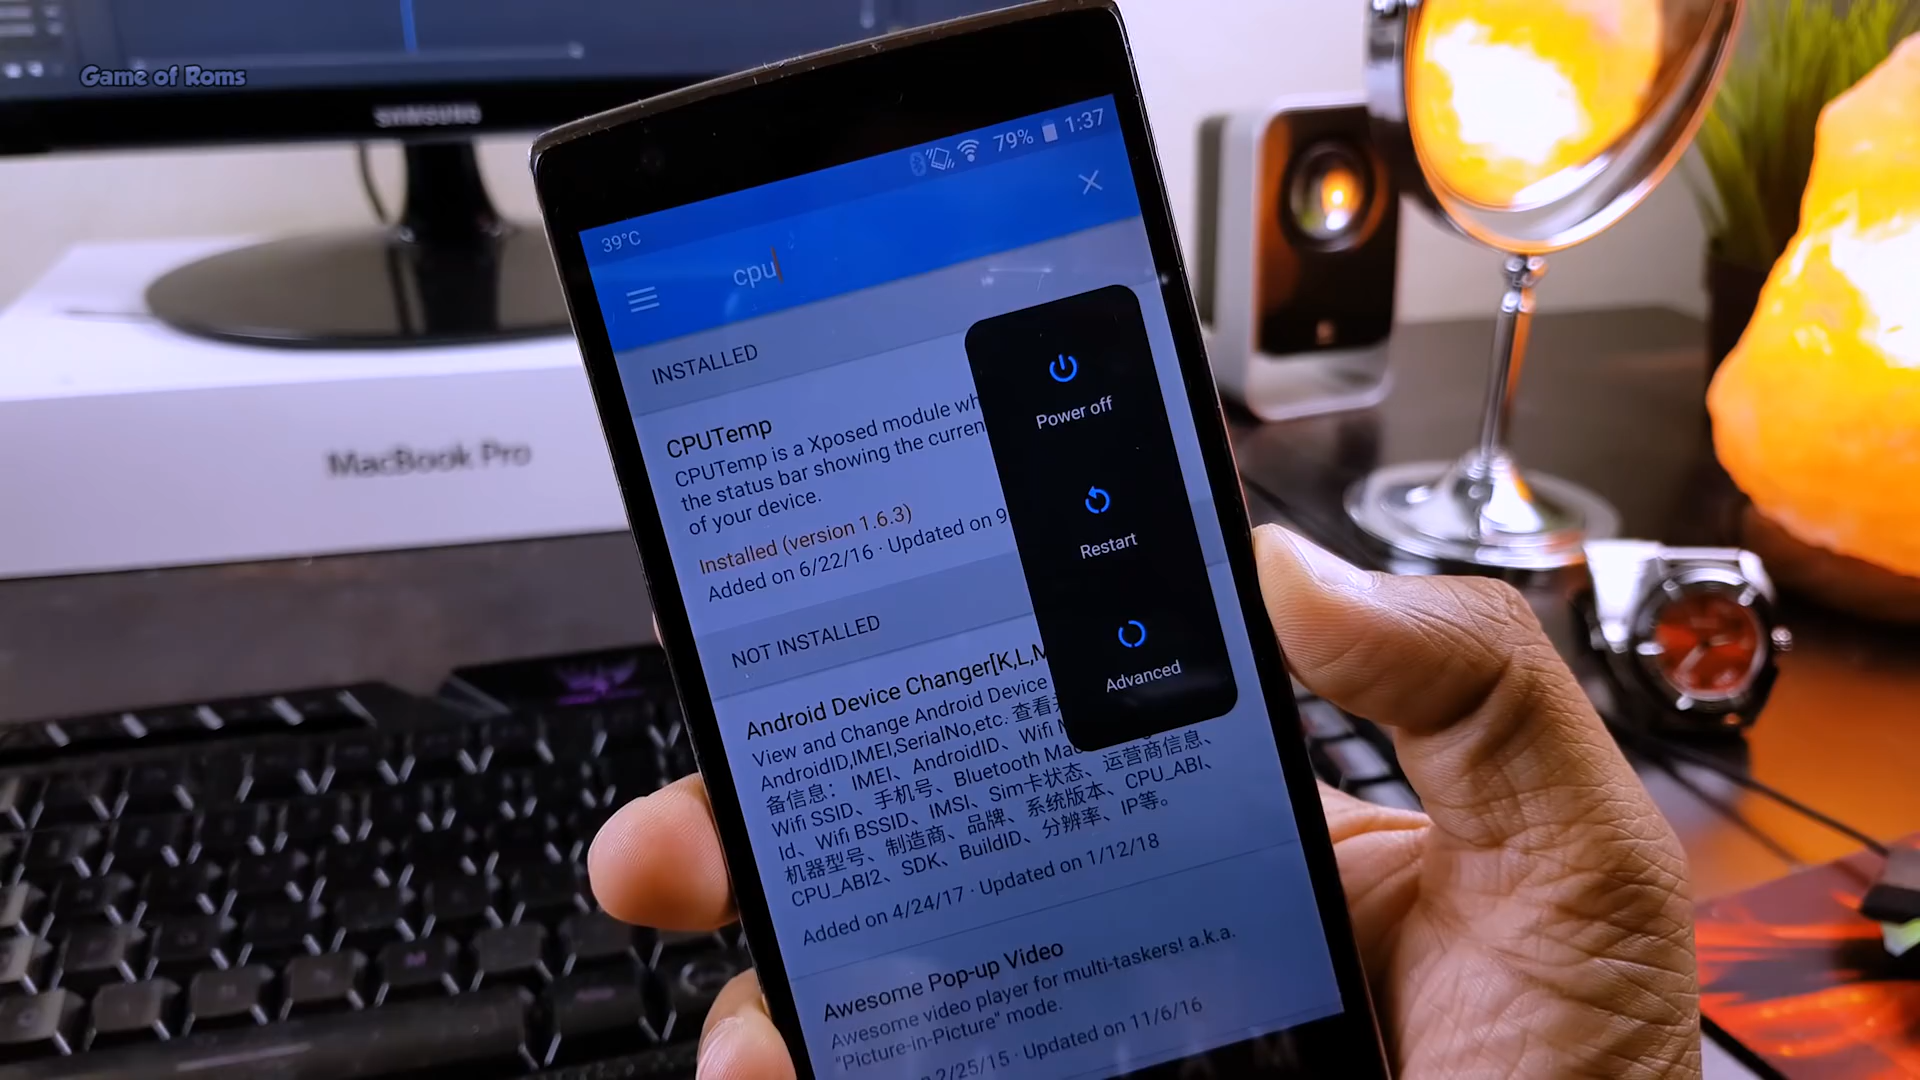 Game of Roms
SAMSUNG
MacBook Pro
79% 1:37
39°C
cpu
INSTALLED
CPUTemp
CPUTemp is a Xposed module wh
the status bar showing the curren
of your device.
Installed (version 1.6.3)
Added on 6/22/16 · Updated on 9
NOT INSTALLED
Android Device Changer[K,L,M
View and Change Android Device
AndroidID,IMEI,SerialNo,etc. 查看
备信息： IMEI、AndroidID、Wifi
Wifi SSID、手机号、Bluetooth Mac
Id、Wifi BSSID、IMSI、Sim卡状态、运营商信息、
机器型号、制造商、品牌、系统版本、CPU_ABI、
CPU_ABI2、SDK、BuildID、分辨率、IP等。
Added on 4/24/17 · Updated on 1/12/18
Awesome Pop-up Video
Awesome video player for multi-taskers! a.k.a.
"Picture-in-Picture" mode.
2/25/15 · Updated on 11/6/16
Power off
Restart
Advanced